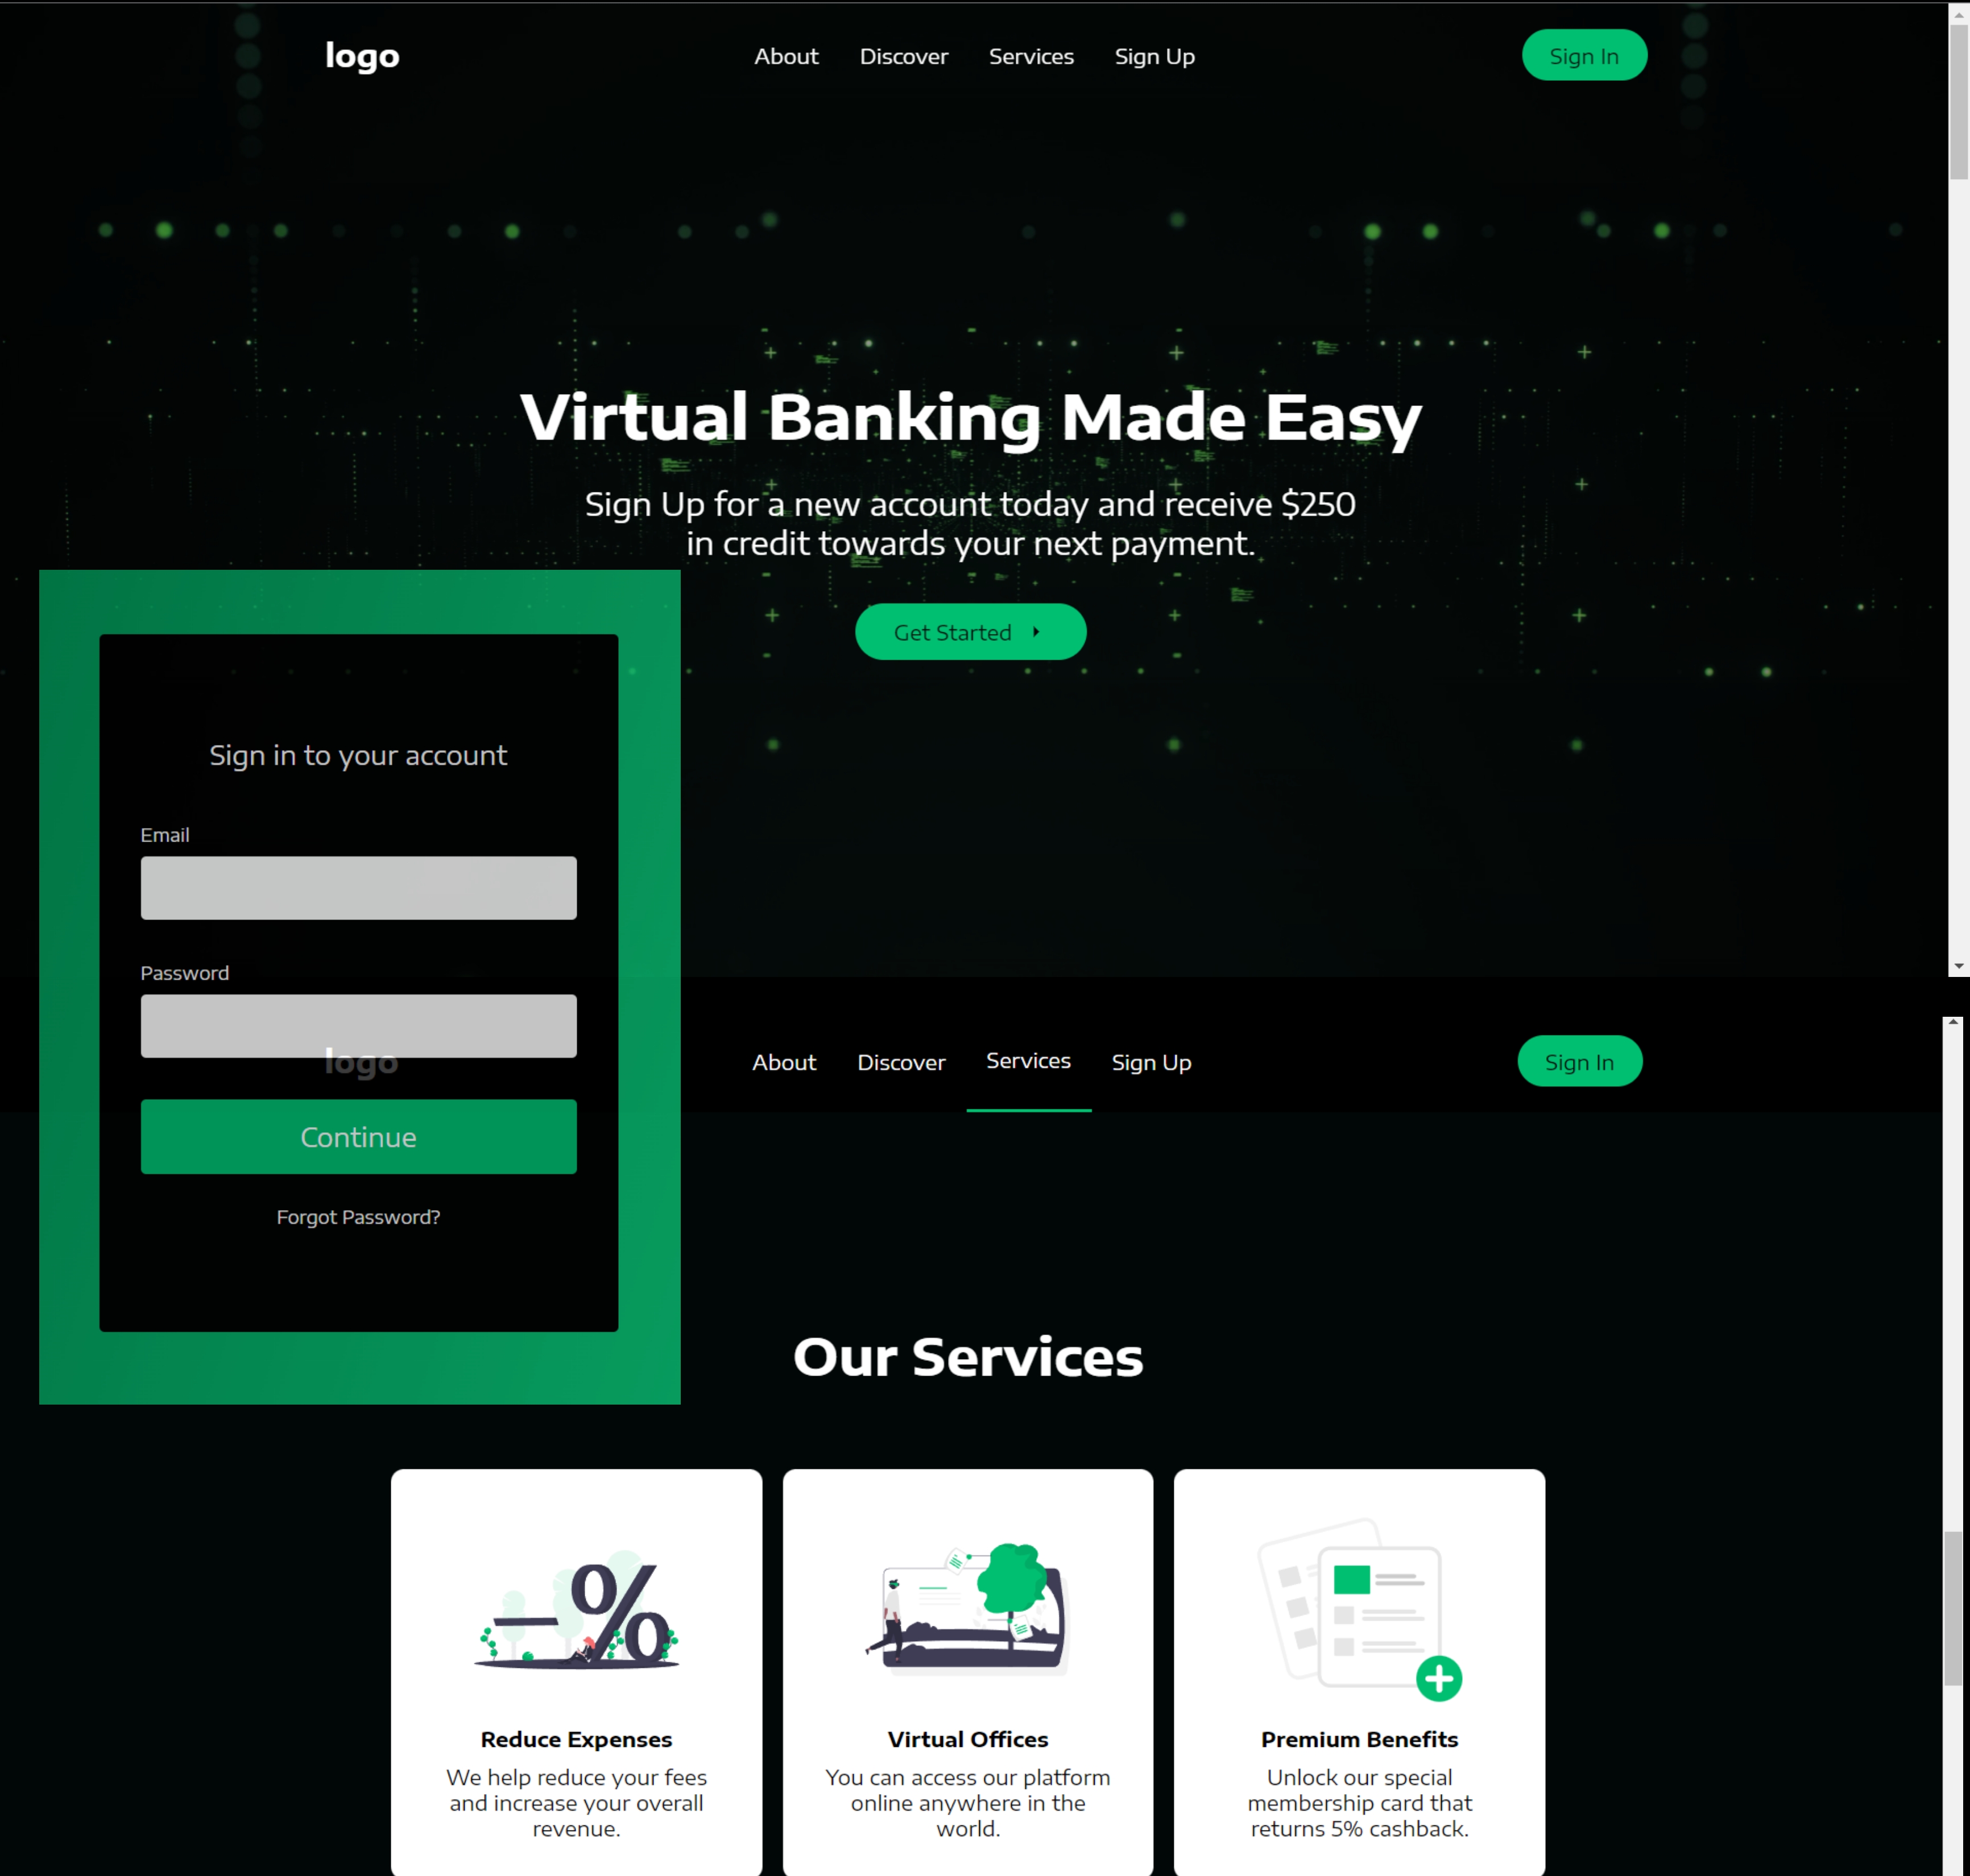 logo
About Discover Services Sign Up
Sign In
Virtual Banking Made Easy
Sign Up for a new account today and receive $250
in credit towards your next payment.
Get Started
Sign in to your account
Email
Password
logo
Continue
Forgot Password?
About Discover Services Sign Up
Sign In
Our Services
Reduce Expenses
We help reduce your fees
and increase your overall
revenue.
Virtual Offices
You can access our platform
online anywhere in the
world.
Premium Benefits
Unlock our special
membership card that
returns 5% cashback.